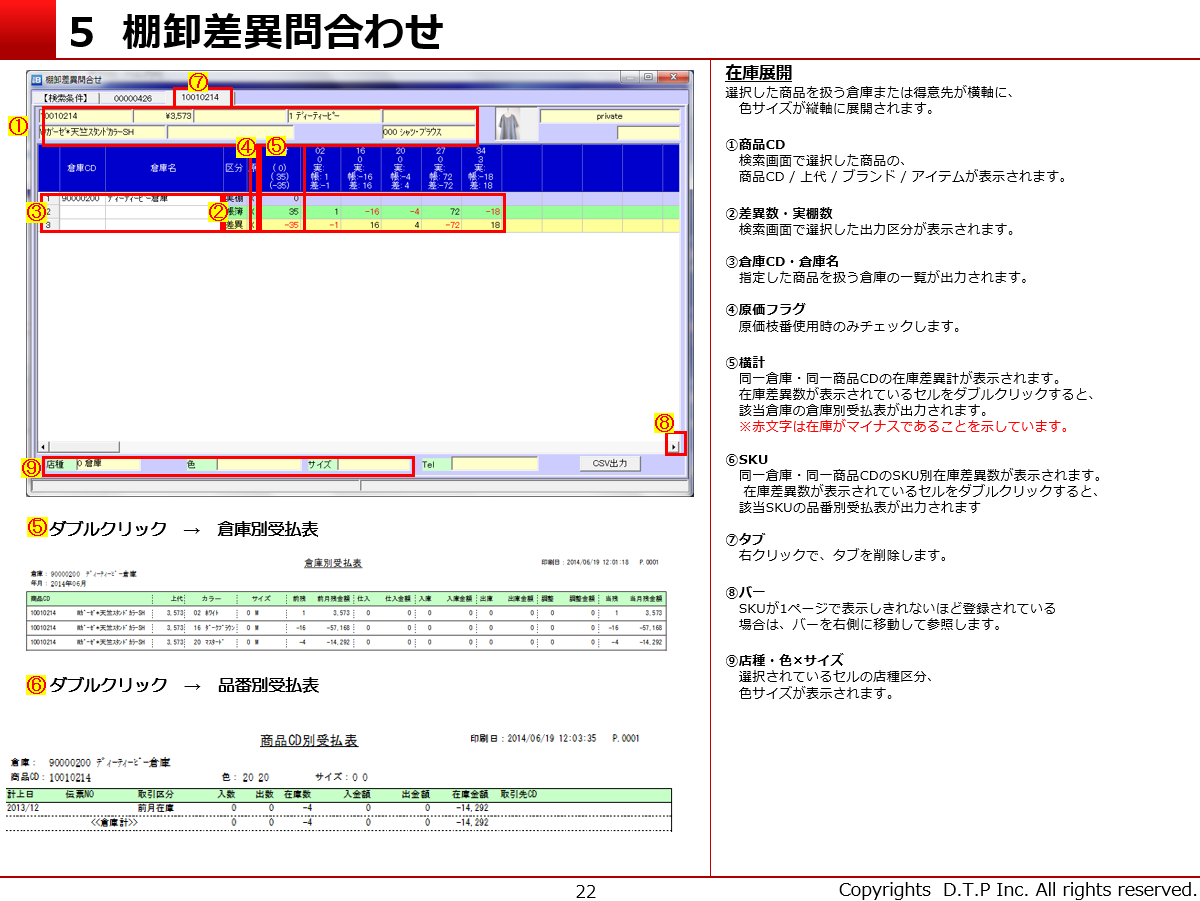 5 棚卸差異問合わせ
棚卸差異問合せ
⑦
【検索条件】 00000426 10010214
①
10010214 ¥3,573 1 ディーティーピー private
Wガーゼ*天竺スタンドカラーSH 000 シャツ・ブラウス
④ ⑤
倉庫CD 倉庫名 区分
(0) (35) (-35)
02 0 実: 帳: 1 差:-1
16 0 実: 帳:-16 差: 16
20 0 実: 帳:-4 差: 4
27 0 実: 帳: 72 差:-72
34 3 実: 帳:-18 差: 18
③ ②
1 90000200 ディーティーピー倉庫 実棚 0
2 帳簿 35 1 -16 -4 72 -18
3 差異 -35 -1 16 4 -72 18
⑧
⑨
店種 0 倉庫 色 サイズ Tel CSV出力
⑤ダブルクリック → 倉庫別受払表
倉庫別受払表
印刷日:2014/06/19 12:01:18 P.0001
倉庫: 90000200 ディーティーピー倉庫
年月: 2014年06月
商品CD 上代 カラー サイズ 前残 前月残金額 仕入 仕入金額 入庫 入庫金額 出庫 出庫金額 調整 調整金額 当残 当月残金額
10010214 Wガーゼ*天竺スタンドカラーSH 3,573 02 ホワイト 0 M 1 3,573 0 0 0 0 0 0 0 0 1 3,573
10010214 Wガーゼ*天竺スタンドカラーSH 3,573 16 ダークブラウン 0 M -16 -57,168 0 0 0 0 0 0 0 0 -16 -57,168
10010214 Wガーゼ*天竺スタンドカラーSH 3,573 20 マスタード 0 M -4 -14,292 0 0 0 0 0 0 0 0 -4 -14,292
⑥ダブルクリック → 品番別受払表
商品CD別受払表
印刷日:2014/06/19 12:03:35 P.0001
倉庫: 90000200 ディーティーピー倉庫
商品CD:10010214 色: 20 20 サイズ: 0 0
計上日 伝票NO 取引区分 入数 出数 在庫数 入金額 出金額 在庫金額 取引先CD
2013/12 前月在庫 0 0 -4 0 0 -14,292
<<倉庫計>> 0 0 -4 0 0 -14,292
在庫展開
選択した商品を扱う倉庫または得意先が横軸に、
色サイズが縦軸に展開されます。
①商品CD
検索画面で選択した商品の、
商品CD / 上代 / ブランド / アイテムが表示されます。
②差異数・実棚数
検索画面で選択した出力区分が表示されます。
③倉庫CD・倉庫名
指定した商品を扱う倉庫の一覧が出力されます。
④原価フラグ
原価枝番使用時のみチェックします。
⑤横計
同一倉庫・同一商品CDの在庫差異計が表示されます。
在庫差異数が表示されているセルをダブルクリックすると、
該当倉庫の倉庫別受払表が出力されます。
※赤文字は在庫がマイナスであることを示しています。
⑥SKU
同一倉庫・同一商品CDのSKU別在庫差異数が表示されます。
在庫差異数が表示されているセルをダブルクリックすると、
該当SKUの品番別受払表が出力されます
⑦タブ
右クリックで、タブを削除します。
⑧バー
SKUが1ページで表示しきれないほど登録されている
場合は、バーを右側に移動して参照します。
⑨店種・色×サイズ
選択されているセルの店種区分、
色サイズが表示されます。
22
Copyrights D.T.P Inc. All rights reserved.